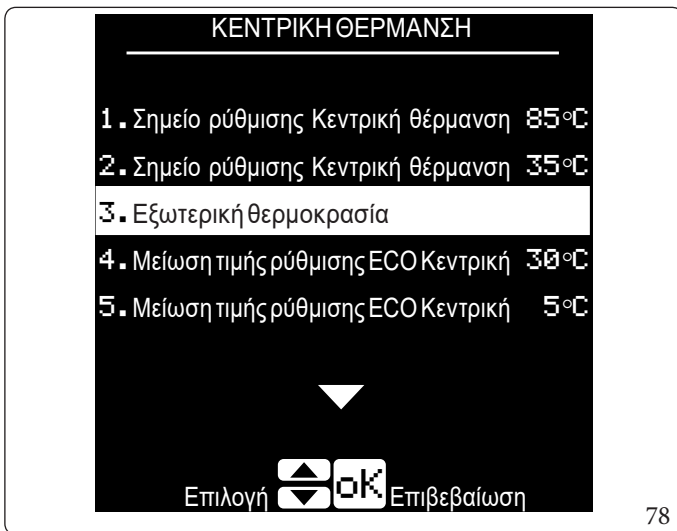 ΚΕΝΤΡΙΚΗ ΘΕΡΜΑΝΣΗ
1. Σημείο ρύθμισης Κεντρική θέρμανση 85°C
2. Σημείο ρύθμισης Κεντρική θέρμανση 35°C
3. Εξωτερική θερμοκρασία
4. Μείωση τιμής ρύθμισης ECO Κεντρική 30°C
5. Μείωση τιμής ρύθμισης ECO Κεντρική 5°C
Επιλογή oK Επιβεβαίωση
78